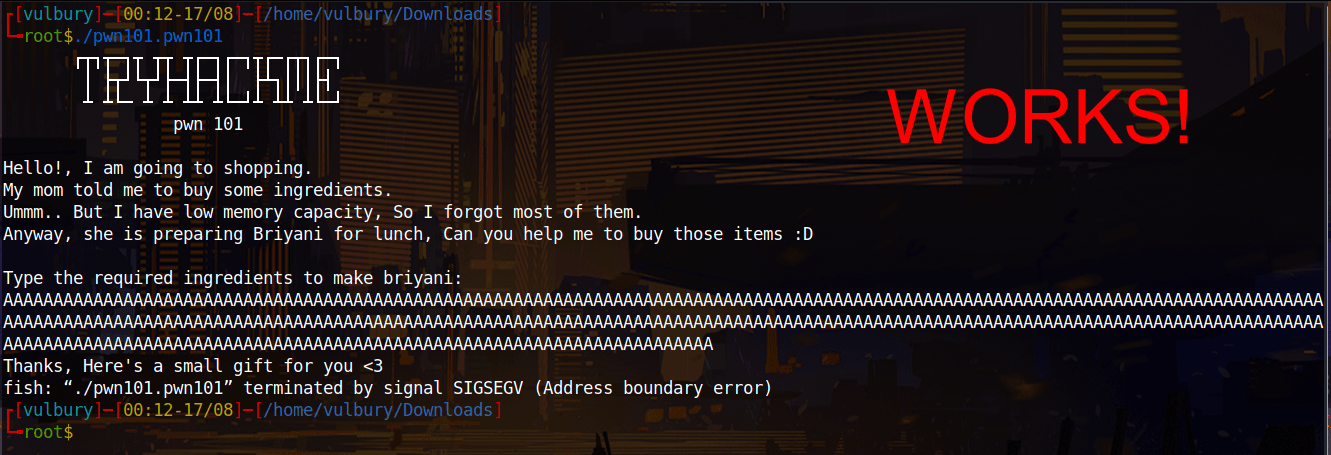 ┌[vulbury]─[00:12-17/08]─[/home/vulbury/Downloads]
└╼root$./pwn101.pwn101
TRYHACKME
WORKS!
pwn 101
Hello!, I am going to shopping.
My mom told me to buy some ingredients.
Ummm.. But I have low memory capacity, So I forgot most of them.
Anyway, she is preparing Briyani for lunch, Can you help me to buy those items :D
Type the required ingredients to make briyani:
AAAAAAAAAAAAAAAAAAAAAAAAAAAAAAAAAAAAAAAAAAAAAAAAAAAAAAAAAAAAAAAAAAAAAAAAAAAAAAAAAAAAAAAAAAAAAAAAAAAAAAAAAAAAAAAAAAAAAAAAAAAAAAAAAAAA
AAAAAAAAAAAAAAAAAAAAAAAAAAAAAAAAAAAAAAAAAAAAAAAAAAAAAAAAAAAAAAAAAAAAAAAAAAAAAAAAAAAAAAAAAAAAAAAAAAAAAAAAAAAAAAAAAAAAAAAAAAAAAAAAAAAA
AAAAAAAAAAAAAAAAAAAAAAAAAAAAAAAAAAAAAAAAAAAAAAAAAAAAAAAAAAAAAAAAAAAAAAA
Thanks, Here's a small gift for you <3
fish: “./pwn101.pwn101” terminated by signal SIGSEGV (Address boundary error)
┌[vulbury]─[00:12-17/08]─[/home/vulbury/Downloads]
└╼root$